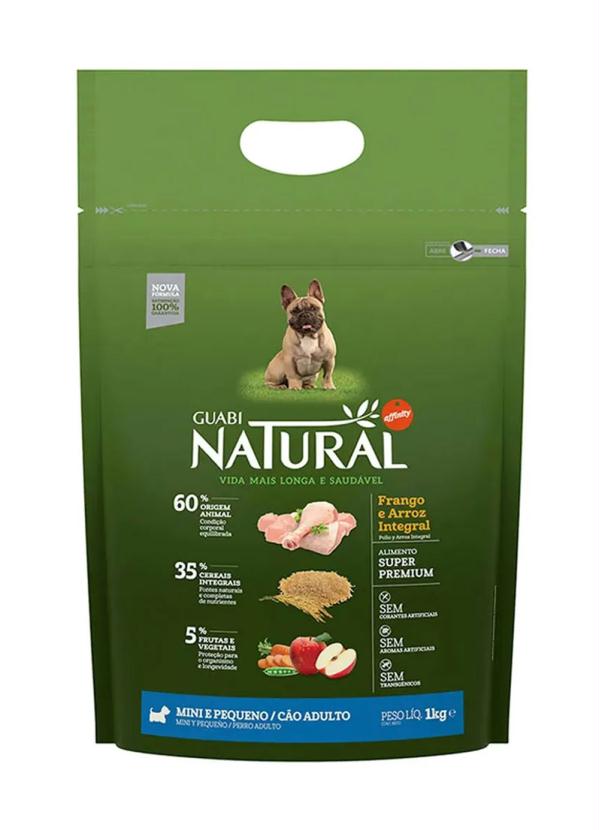 ABRE
FECHA
NOVA
FÓRMULA
SATISFAÇÃO
100%
GARANTIDA
GUABI
affinity
NATURAL
VIDA MAIS LONGA E SAUDÁVEL
60%
ORIGEM
ANIMAL
Condição
corporal
equilibrada
Frango
e Arroz
Integral
Pollo y Arroz Integral
ALIMENTO
SUPER
PREMIUM
35%
CEREAIS
INTEGRAIS
Fontes naturais
e completas
de nutrientes
SEM
CORANTES ARTIFICIAIS
SEM
AROMAS ARTIFICIAIS
SEM
TRANSGÊNICOS
5%
FRUTAS E
VEGETAIS
Proteção para
o organismo
e longevidade
MINI E PEQUENO / CÃO ADULTO
MINI Y PEQUEÑO / PERRO ADULTO
PESO LÍQ. 1kg e